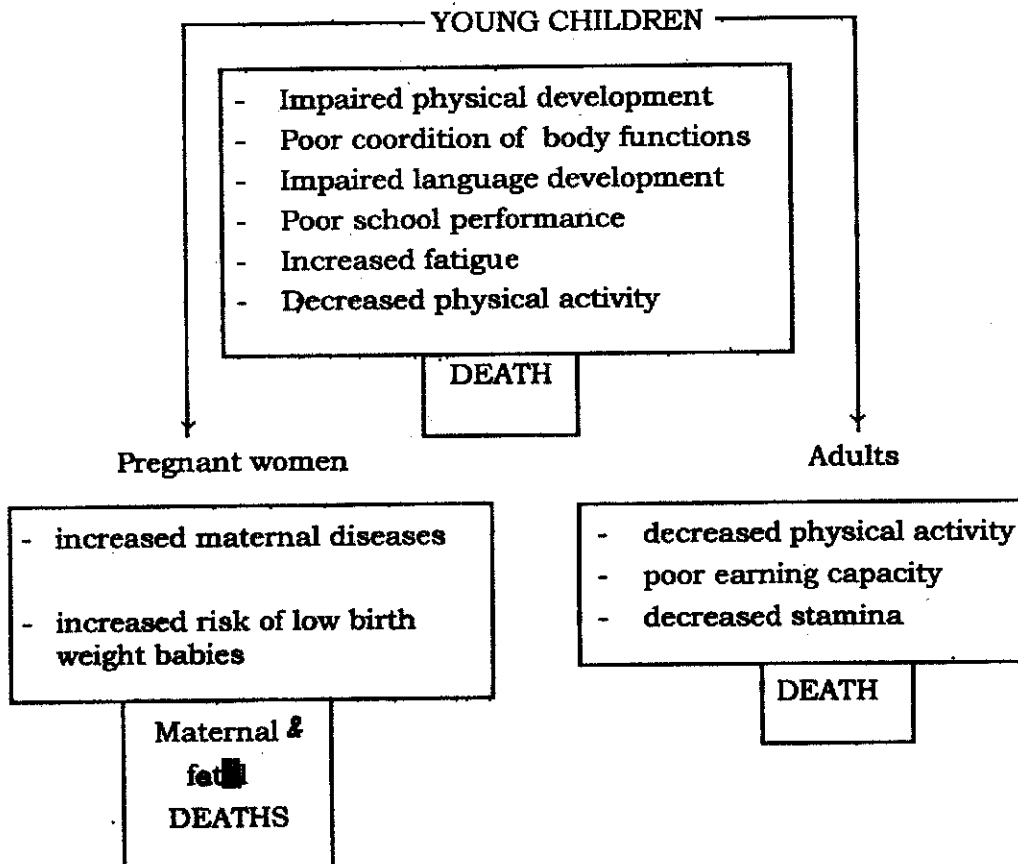 YOUNG CHILDREN
- Impaired physical development
- Poor coordition of body functions
- Impaired language development
- Poor school performance
- Increased fatigue
- Decreased physical activity
DEATH
Pregnant women
- increased maternal diseases
- increased risk of low birth
weight babies
Maternal &
DEATHS
Adults
- decreased physical activity
- poor earning capacity
- decreased stamina
DEATH